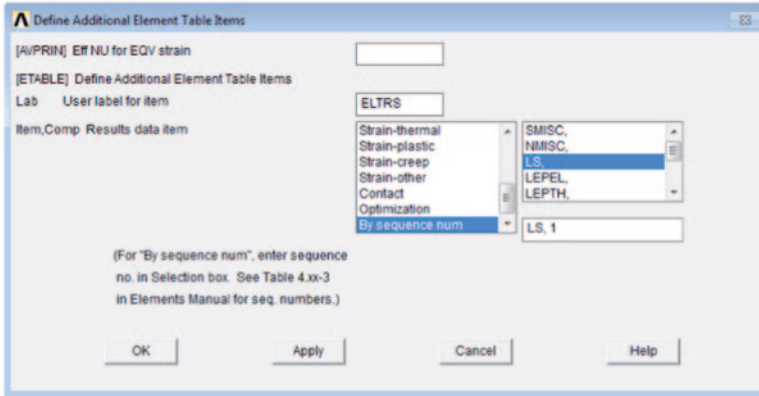 Define Additional Element Table Items
[AVPRIN] Eff NU for EQV strain
[ETABLE] Define Additional Element Table Items
Lab User label for item ELTRS
Item,Comp Results data item
Strain-thermal
Strain-plastic
Strain-creep
Strain-other
Contact
Optimization
By sequence num
SMISC,
NMISC,
LS,
LEPEL,
LEPTH,
LS, 1
(For "By sequence num", enter sequence
no. in Selection box. See Table 4.xx-3
in Elements Manual for seq. numbers.)
OK Apply Cancel Help